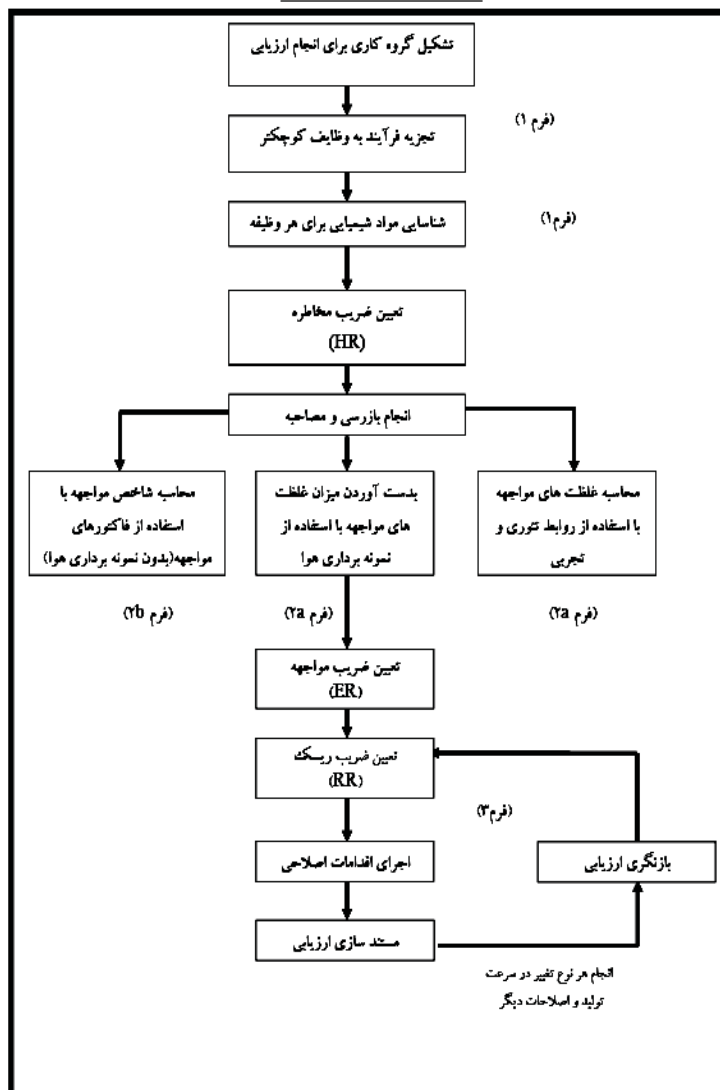 تشکیل گروه کاری برای انجام ارزیابی
(فرم ۱)
تجزیه فرآیند به وظایف کوچکتر
(فرم۱)
شناسایی مواد شیمیایی برای هر وظیفه
تعیین ضریب مخاطره
(HR)
انجام بازرسی و مصاحبه
محاسبه غلظت های مواجهه
با استفاده از روابط تئوری و
تجربی
(فرم ۲a)
بدست آوردن میزان غلظت
های مواجهه با استفاده از
نمونه برداری هوا
(فرم ۲a)
محاسبه شاخص مواجهه با
استفاده از فاکتورهای
مواجهه(بدون نمونه برداری هوا)
(فرم ۲b)
تعیین ضریب مواجهه
(ER)
تعیین ضریب ریسک
(RR)
(فرم۳)
اجرای اقدامات اصلاحی
بازنگری ارزیابی
مستند سازی ارزیابی
انجام هر نوع تغییر در سرعت
تولید و اصلاحات دیگر